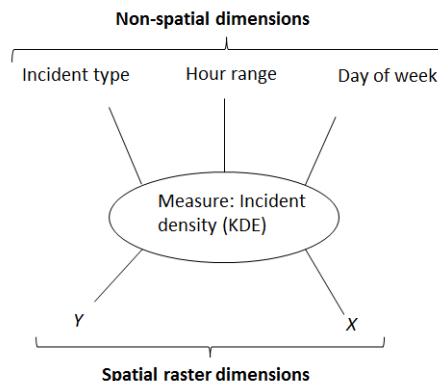 Non-spatial dimensions
Incident type
Hour range
Day of week
Measure: Incident
density (KDE)
Y
X
Spatial raster dimensions